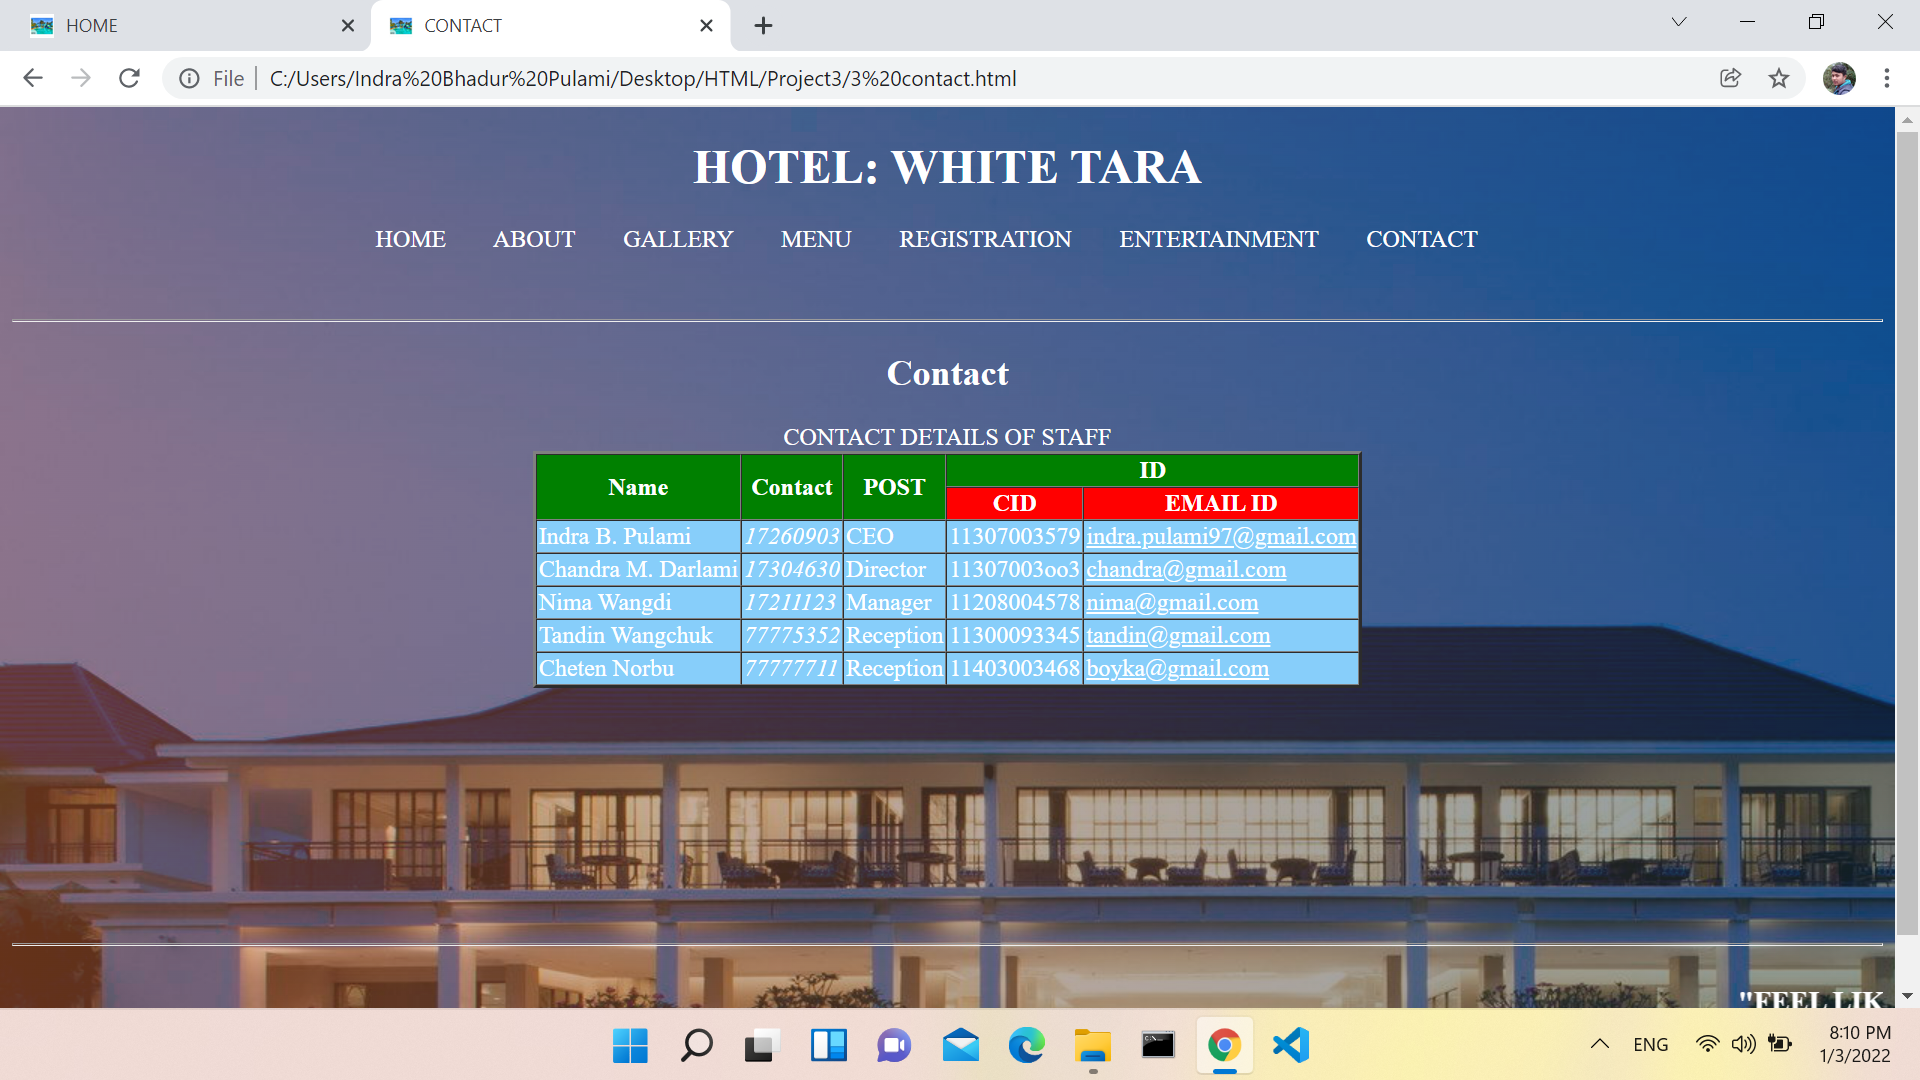 HOME
CONTACT
File
C:/Users/Indra%20Bhadur%20Pulami/Desktop/HTML/Project3/3%20contact.html
HOTEL: WHITE TARA
HOME ABOUT GALLERY MENU REGISTRATION ENTERTAINMENT CONTACT
Contact
CONTACT DETAILS OF STAFF
Name Contact POST ID
CID EMAIL ID
Indra B. Pulami 17260903 CEO 11307003579 indra.pulami97@gmail.com
Chandra M. Darlami 17304630 Director 11307003oo3 chandra@gmail.com
Nima Wangdi 17211123 Manager 11208004578 nima@gmail.com
Tandin Wangchuk 77775352 Reception 11300093345 tandin@gmail.com
Cheten Norbu 77777711 Reception 11403003468 boyka@gmail.com
"FEEL LIK
ENG
8:10 PM
1/3/2022